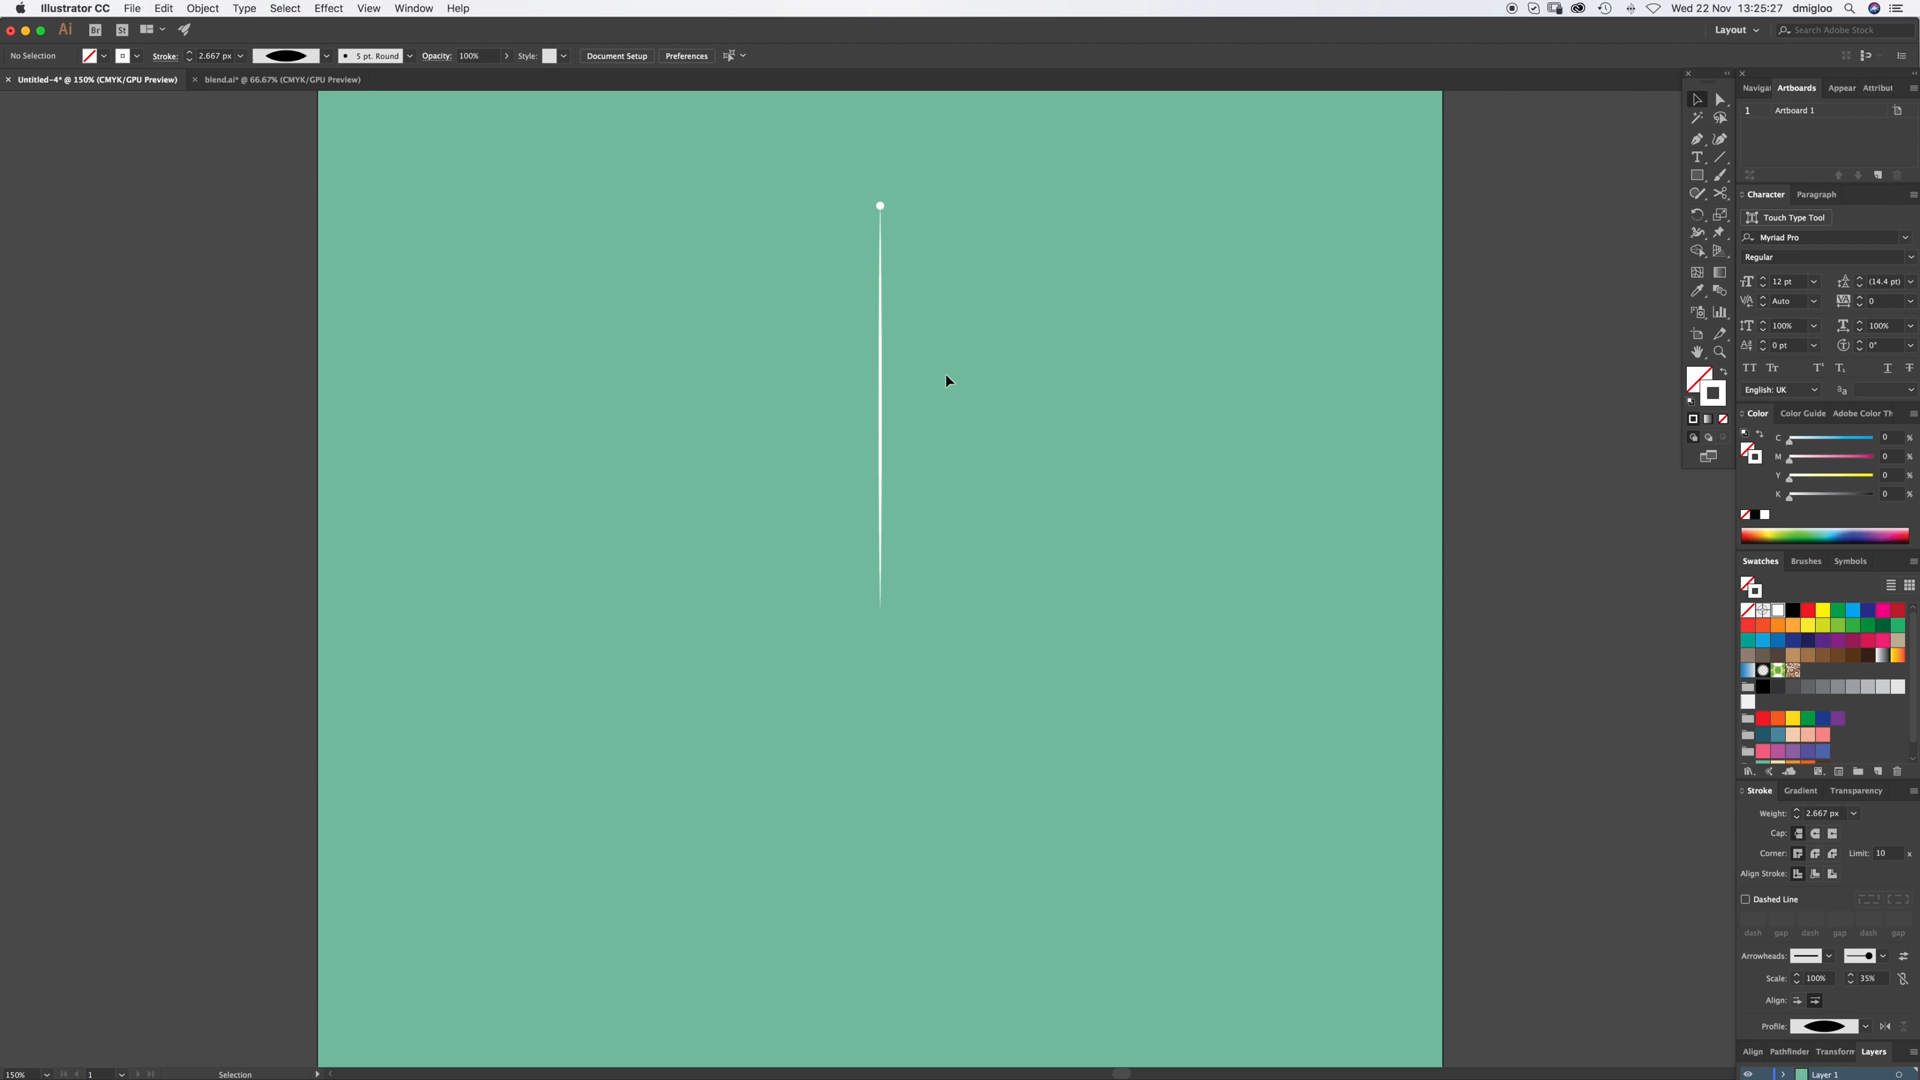 Illustrator CC File Edit Object Type Select Effect View Window Help
Wed 22 Nov 13:25:27 dmigloo
Ai Br St
Layout
Search Adobe Stock
No Selection Stroke: 2.667 px 5 pt. Round Opacity: 100% Style: Document Setup Preferences
Untitled-4* @ 150% (CMYK/GPU Preview) blend.ai* @ 66.67% (CMYK/GPU Preview)
Navigat Artboards Appear Attribut
1 Artboard 1
Character Paragraph
Touch Type Tool
Myriad Pro
Regular
12 pt (14.4 pt)
Auto 0
100% 100%
0 pt 0°
English: UK
Color Color Guide Adobe Color Th
C 0 %
M 0 %
Y 0 %
K 0 %
Swatches Brushes Symbols
Stroke Gradient Transparency
Weight: 2.667 px
Cap:
Corner: Limit: 10 x
Align Stroke:
Dashed Line
dash gap dash gap dash gap
Arrowheads:
Scale: 100% 35%
Align:
Profile:
Align Pathfinder Transform Layers
Layer 1
150% 1 Selection